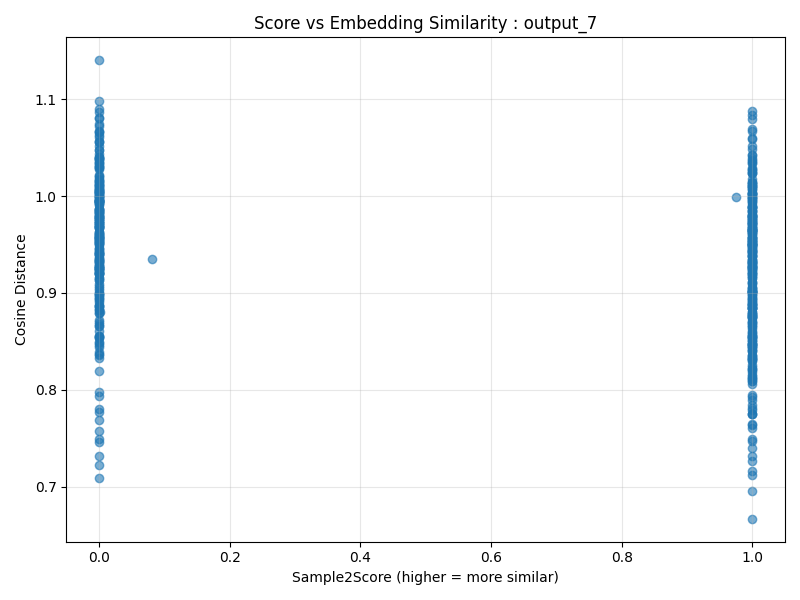 Score vs Embedding Similarity : output_7
Cosine Distance
1.1
1.0
0.9
0.8
0.7
0.0 0.2 0.4 0.6 0.8 1.0
Sample2Score (higher = more similar)